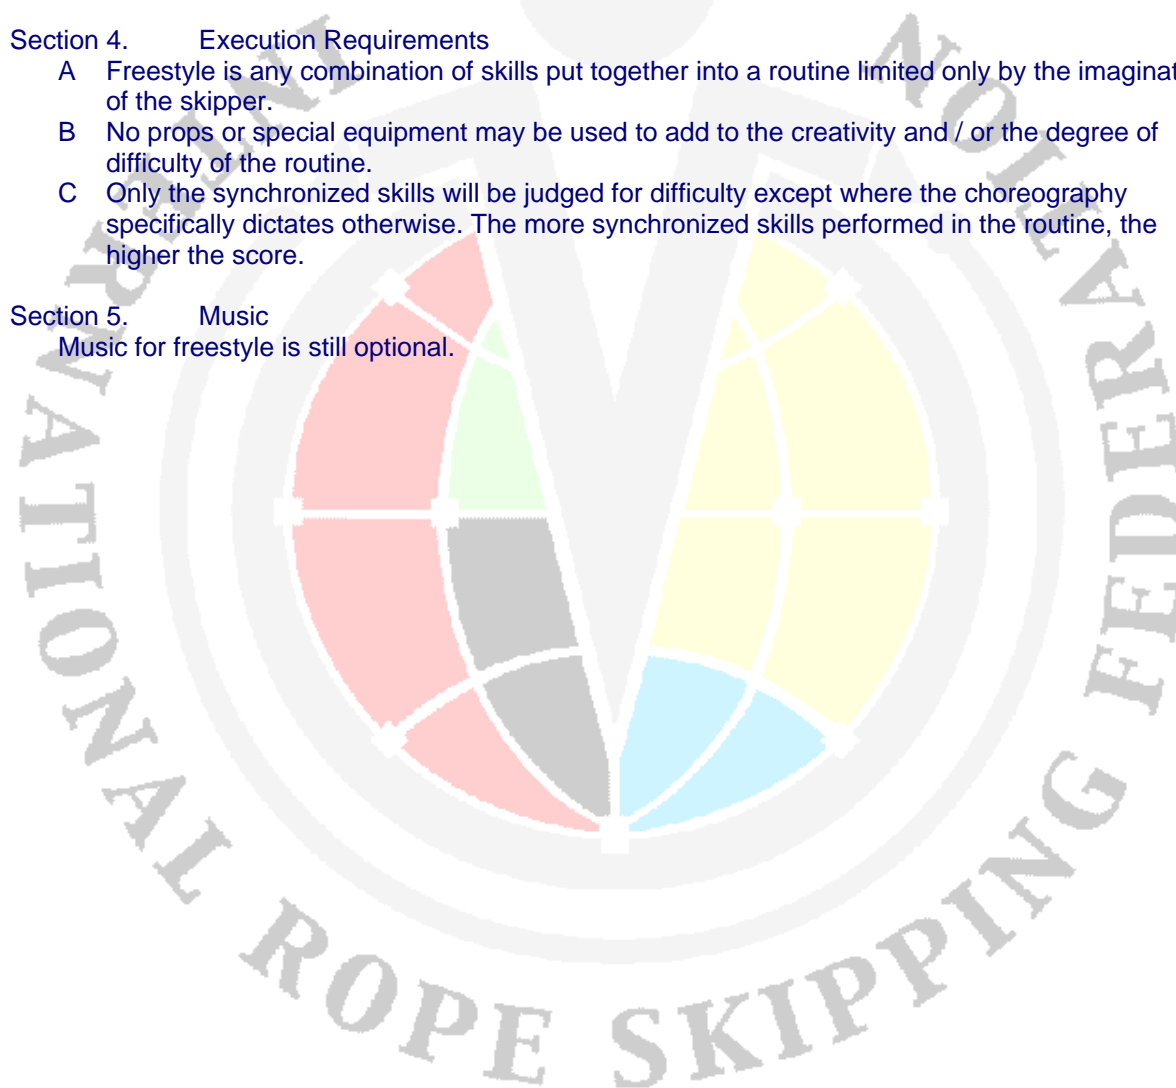 Section 4. Execution Requirements
A Freestyle is any combination of skills put together into a routine limited only by the
of the skipper.
B No props or special equipment may be used to add to the creativity and / or the degree of
difficulty of the routine.
C Only the synchronized skills will be judged for difficulty except where the choreography
specifically dictates otherwise. The more synchronized skills performed in the routine, the
higher the score.
Section 5. Music
Music for freestyle is still optional.
INTERNATIONAL ROPE SKIPPING FEDERATION